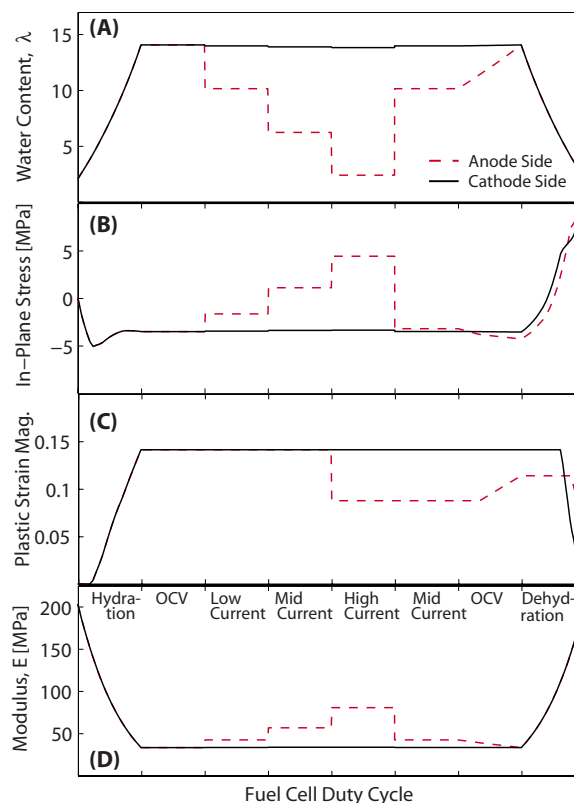 (A)
Water Content, λ
15
10
5
Anode Side
Cathode Side
(B)
In-Plane Stress [MPa]
5
0
−5
(C)
Plastic Strain Mag.
0.15
0.1
0.05
Hydra-
tion
OCV
Low
Current
Mid
Current
High
Current
Mid
Current
OCV
Dehyd-
ration
Modulus, E [MPa]
200
150
100
50
(D)
Fuel Cell Duty Cycle